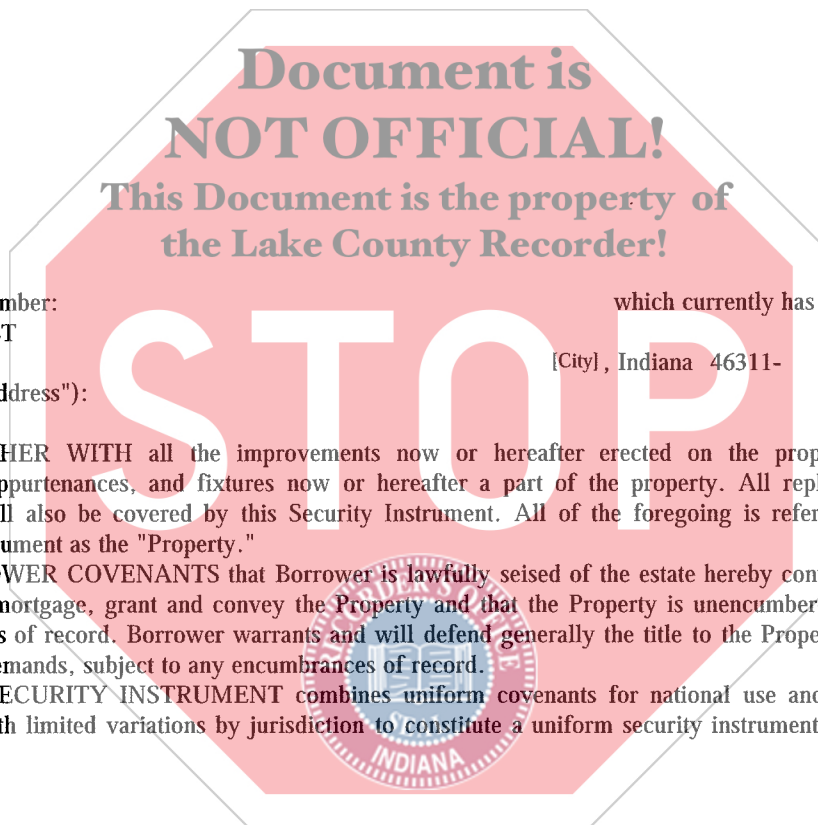 Document is
NOT OFFICIAL!
This Document is the property of
the Lake County Recorder!
mber: which currently has
T
[City] , Indiana 46311-
ddress"):
STOP
HER WITH all the improvements now or hereafter erected on the prop
ppurtenances, and fixtures now or hereafter a part of the property. All repl
ll also be covered by this Security Instrument. All of the foregoing is refer
ument as the "Property."
WER COVENANTS that Borrower is lawfully seised of the estate hereby con
mortgage, grant and convey the Property and that the Property is unencumber
s of record. Borrower warrants and will defend generally the title to the Prope
emands, subject to any encumbrances of record.
ECURITY INSTRUMENT combines uniform covenants for national use and
th limited variations by jurisdiction to constitute a uniform security instrument
RECORDER'S OFFICE
SEAL
INDIANA